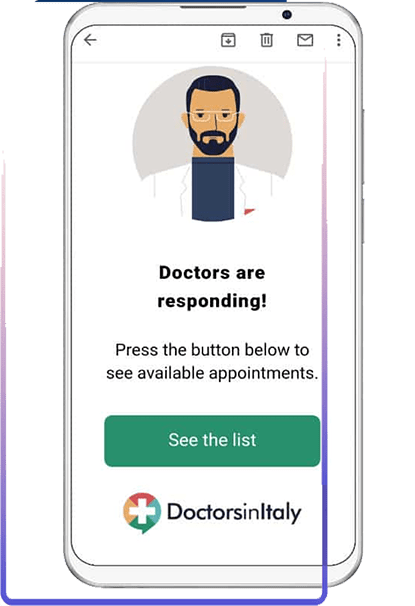 Doctors are
responding!
Press the button below to
see available appointments.
See the list
DoctorsinItaly